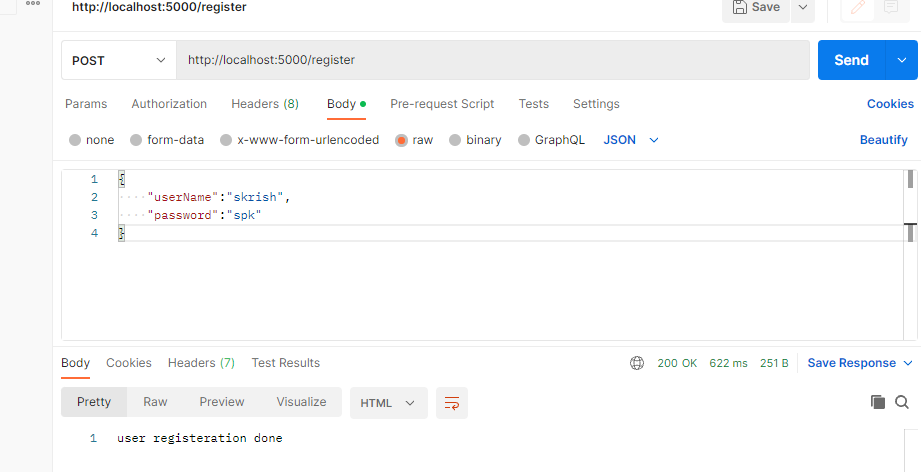 http://localhost:5000/register
Save
POST
http://localhost:5000/register
Send
Params Authorization Headers (8) Body Pre-request Script Tests Settings Cookies
none form-data x-www-form-urlencoded raw binary GraphQL JSON Beautify
1 {
2 ····"userName":"skrish",
3 ····"password":"spk"
4 }
Body Cookies Headers (7) Test Results 200 OK 622 ms 251 B Save Response
Pretty Raw Preview Visualize HTML
1 user registeration done